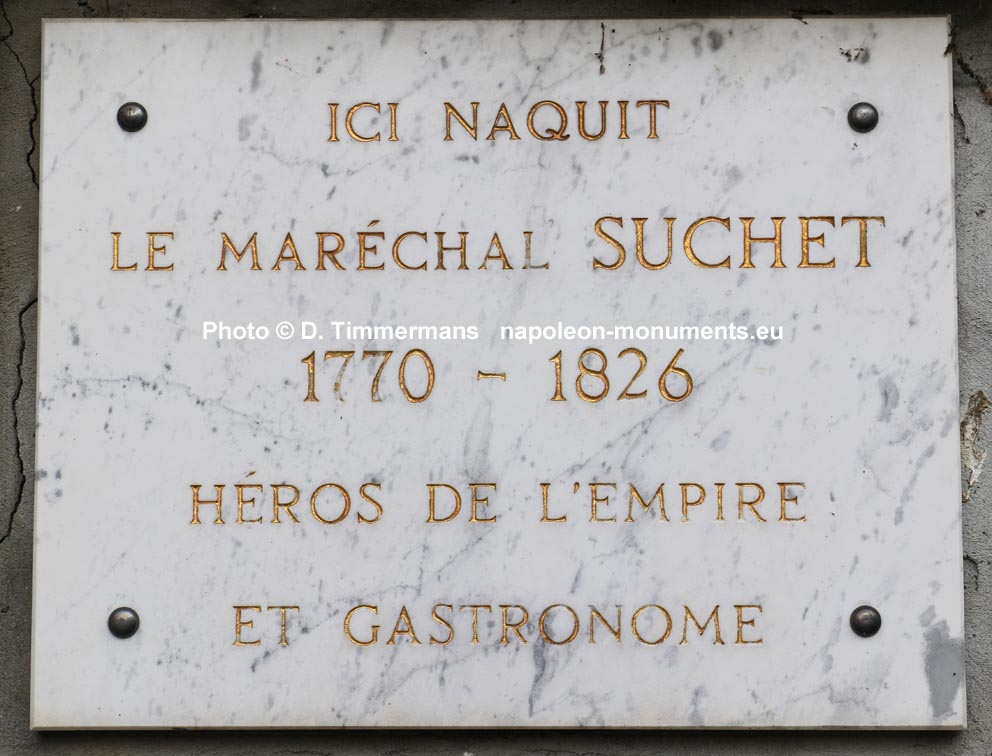 ICI NAQUIT
LE MARÉCHAL SUCHET
Photo © D. Timmermans napoleon-monuments.eu
1770 - 1826
HÉROS DE L'EMPIRE
ET GASTRONOME